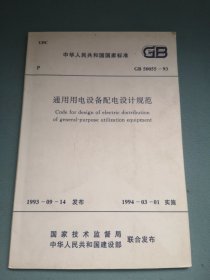 UDC
中华人民共和国国家标准
GB
P
GB 50055-93
通用用电设备配电设计规范
Code for design of electric distribution
of general-purpose utilization equipment
1993-09-14 发布
1994-03-01 实施
国家技术监督局
中华人民共和国建设部
联合发布